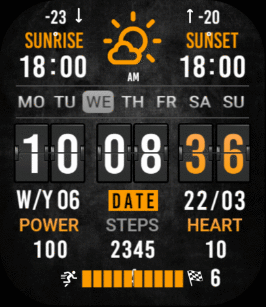 -23 ↓ ↑ -20
SUNRISE SUNSET
18:00 AM 18:00
MO TU WE TH FR SA SU
10 08 36
W/Y 06 DATE 22/03
POWER STEPS HEART
100 2345 10
6